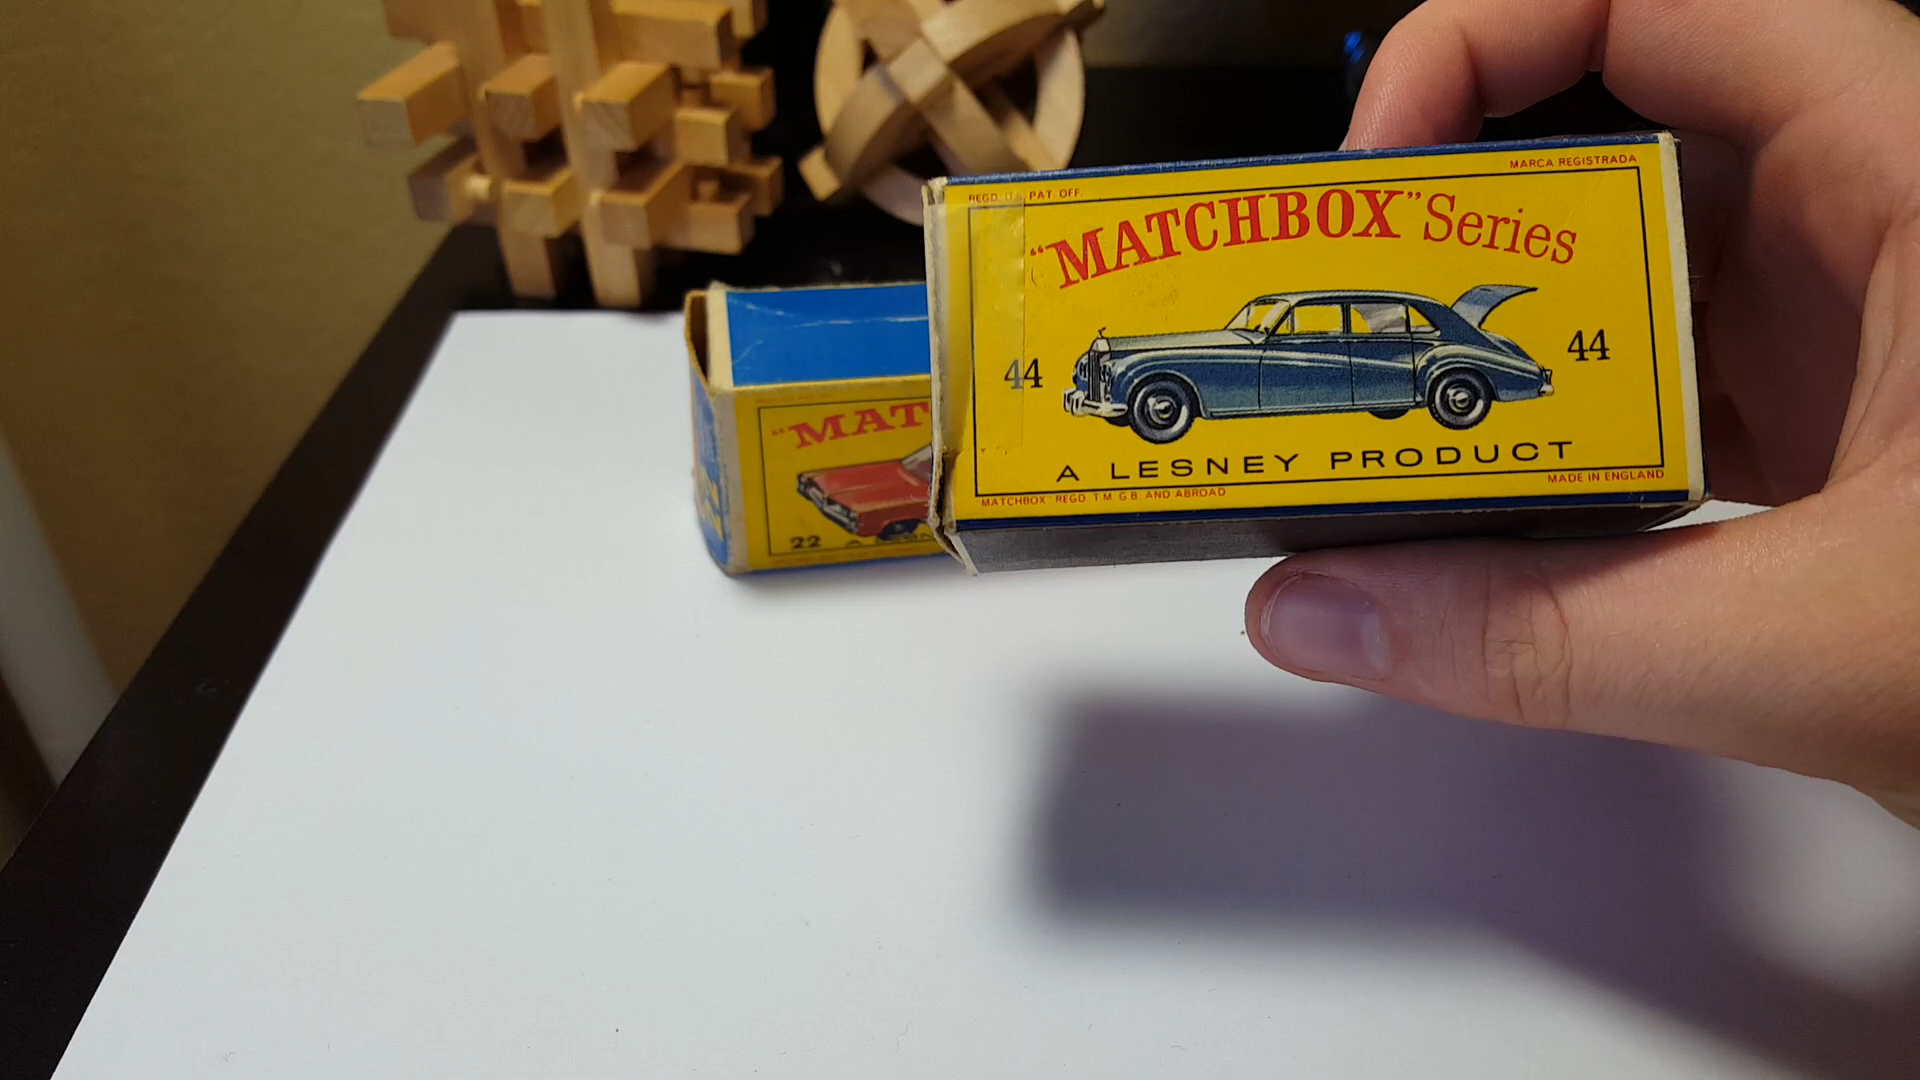 REGD. U.S. PAT. OFF.
MARCA REGISTRADA
"MATCHBOX" Series
44
44
A LESNEY PRODUCT
"MATCHBOX" REGD T M G B AND ABROAD
MADE IN ENGLAND
"MAT
22 A